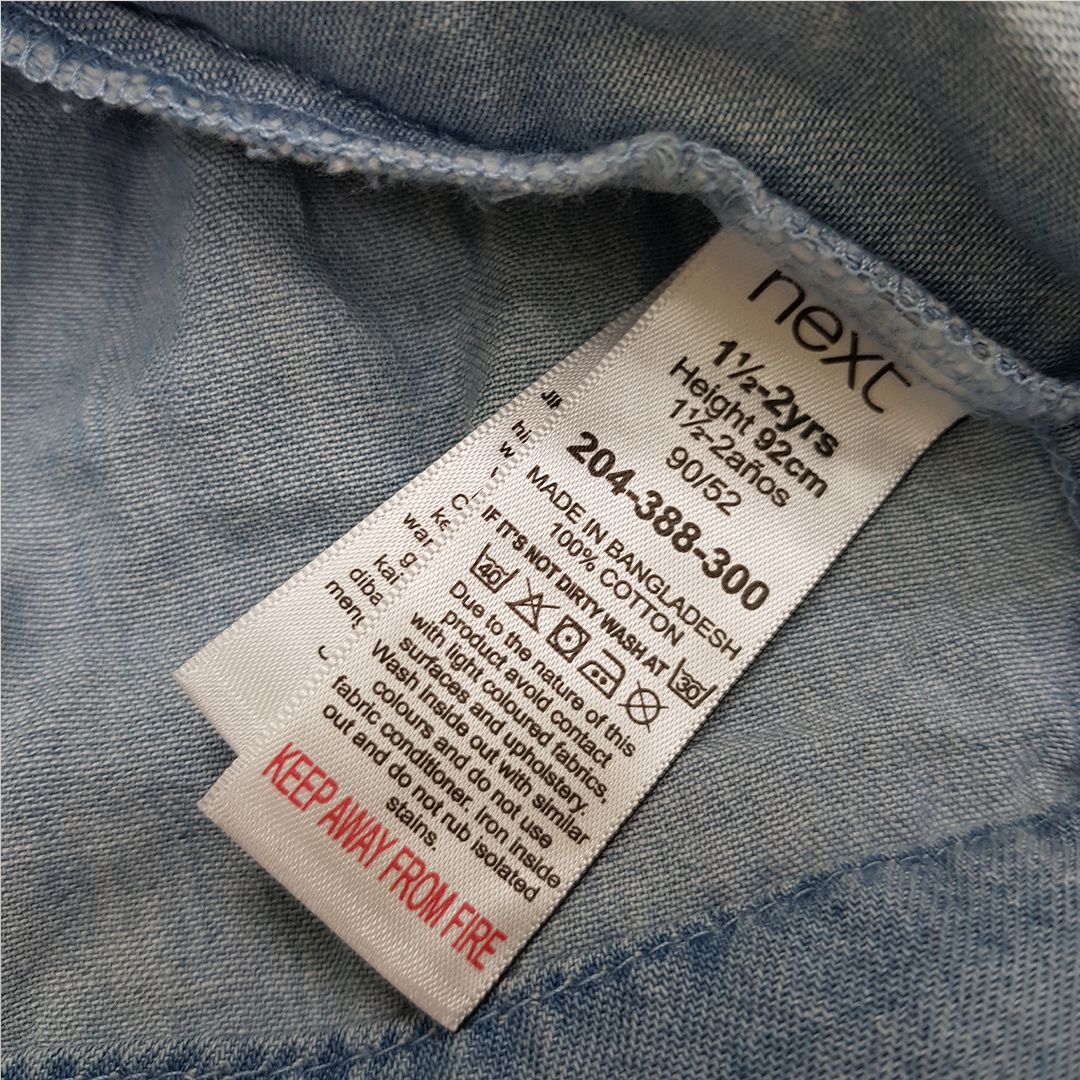 next
1½-2yrs
Height 92cm
1½-2años
90/52
204-388-300
MADE IN BANGLADESH
100% COTTON
IF IT'S NOT DIRTY WASH AT 30
40
Due to the nature of this
product avoid contact
with light coloured fabrics,
surfaces and upholstery.
Wash inside out with similar
colours and do not use
fabric conditioner. Iron inside
out and do not rub isolated
stains.
KEEP AWAY FROM FIRE